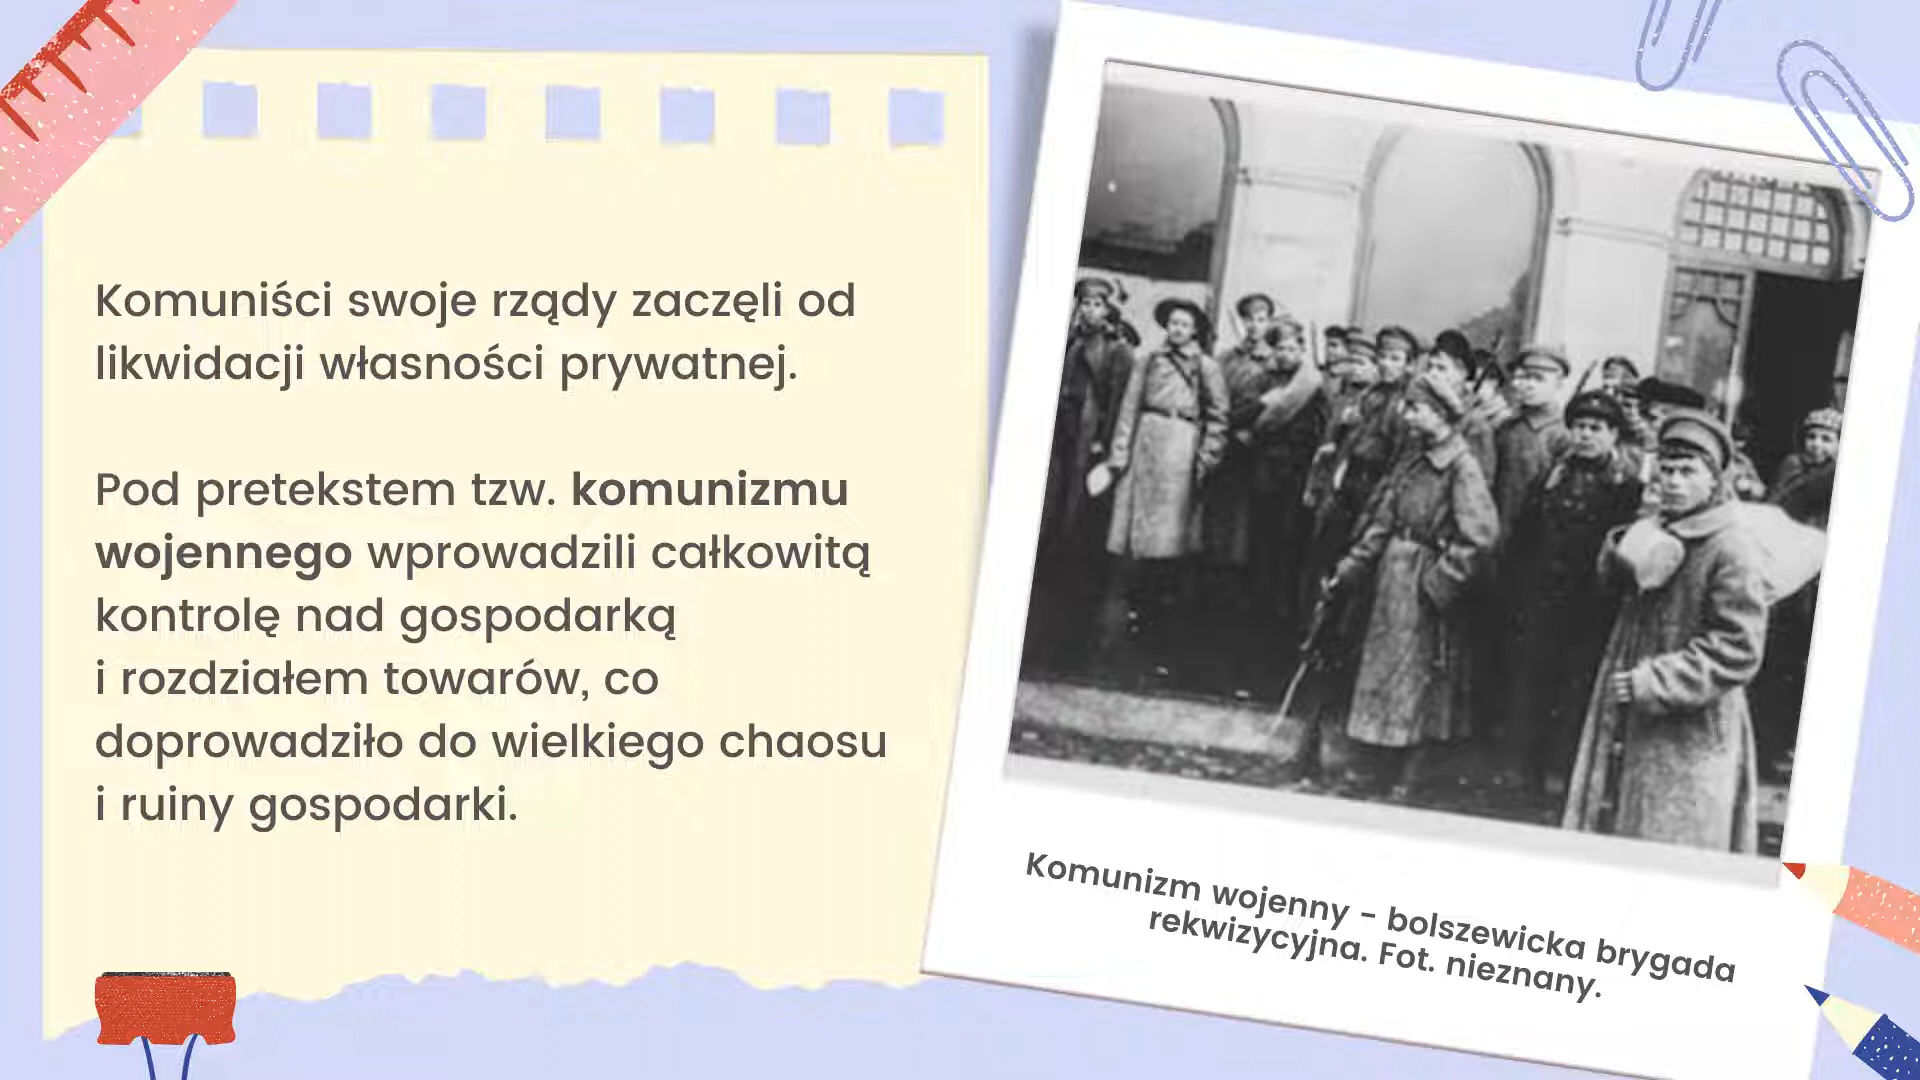 Komuniści swoje rządy zaczęli od
likwidacji własności prywatnej.
Pod pretekstem tzw. komunizmu
wojennego wprowadzili całkowitą
kontrolę nad gospodarką
i rozdziałem towarów, co
doprowadziło do wielkiego chaosu
i ruiny gospodarki.
Komunizm wojenny - bolszewicka brygada
rekwizycyjna. Fot. nieznany.